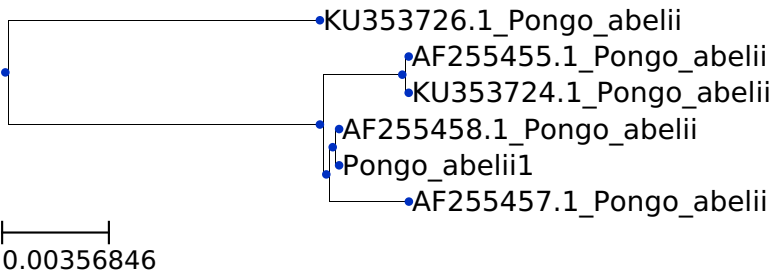 KU353726.1_Pongo_abelii
AF255455.1_Pongo_abelii
KU353724.1_Pongo_abelii
AF255458.1_Pongo_abelii
Pongo_abelii1
AF255457.1_Pongo_abelii
0.00356846